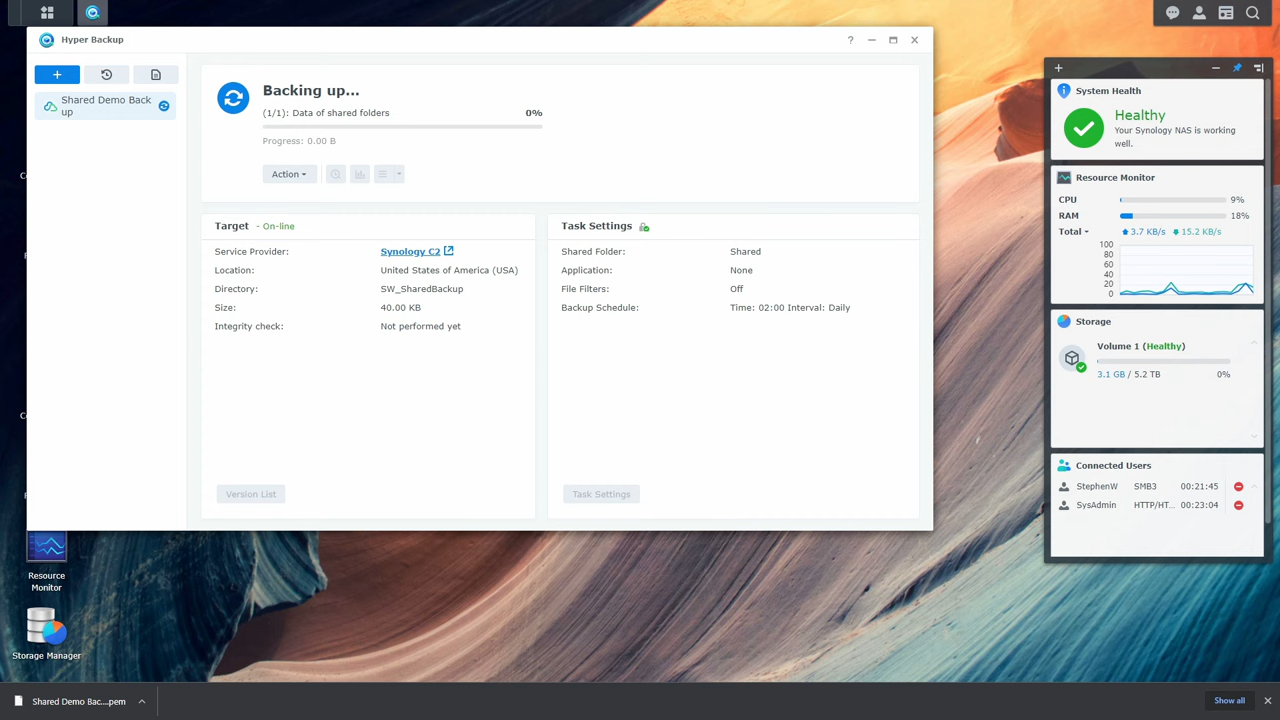 Hyper Backup
?
Shared Demo Back
up
Backing up...
(1/1): Data of shared folders 0%
Progress: 0.00 B
Action
Target - On-line
Service Provider: Synology C2
Location: United States of America (USA)
Directory: SW_SharedBackup
Size: 40.00 KB
Integrity check: Not performed yet
Version List
Task Settings
Shared Folder: Shared
Application: None
File Filters: Off
Backup Schedule: Time: 02:00 Interval: Daily
Task Settings
System Health
Healthy
Your Synology NAS is working
well.
Resource Monitor
CPU 9%
RAM 18%
Total 3.7 KB/s 15.2 KB/s
100
80
60
40
20
0
Storage
Volume 1 (Healthy)
3.1 GB / 5.2 TB 0%
Connected Users
StephenW SMB3 00:21:45
SysAdmin HTTP/HT... 00:23:04
Resource
Monitor
Storage Manager
Shared Demo Bac....pem
Show all